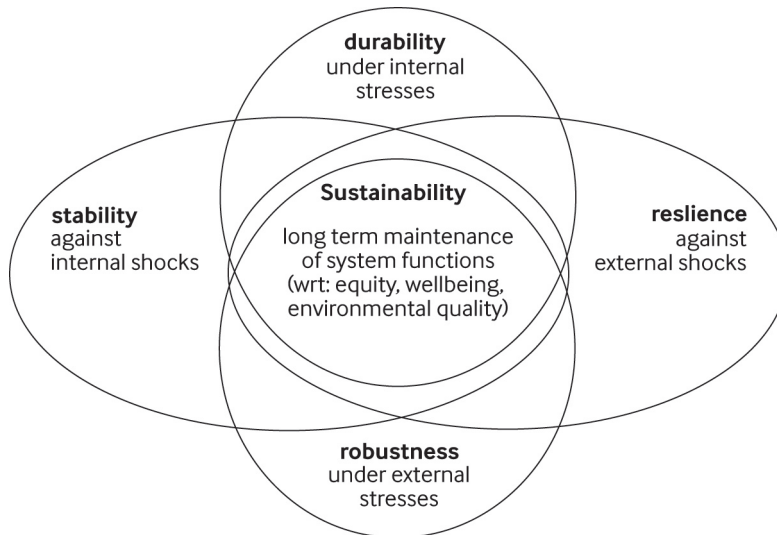 durability
under internal
stresses
Sustainability
long term maintenance
of system functions
(wrt: equity, wellbeing,
environmental quality)
stability
against
internal shocks
reslience
against
external shocks
robustness
under external
stresses